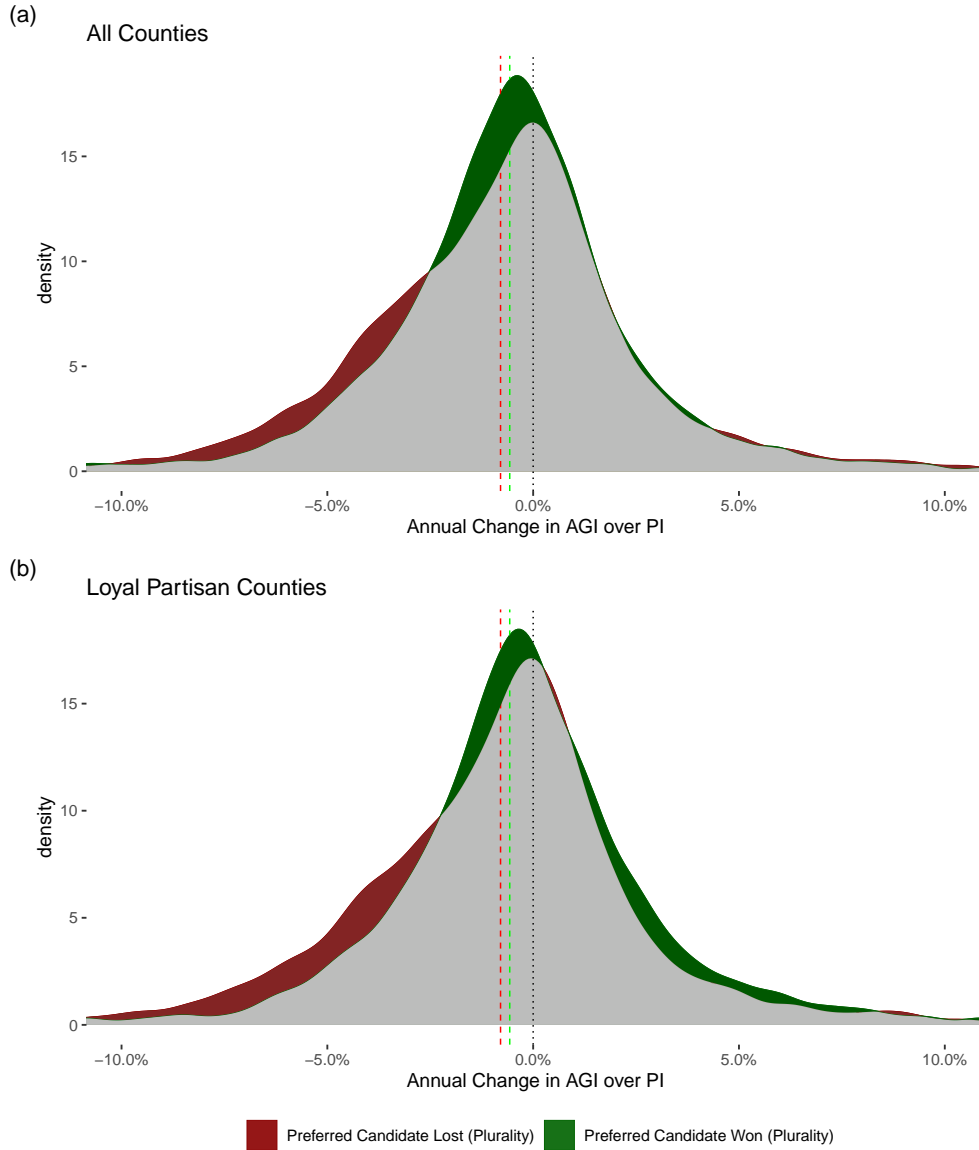 (a)
All Counties
15
10
5
0
density
−10.0% −5.0% 0.0% 5.0% 10.0%
Annual Change in AGI over PI
(b)
Loyal Partisan Counties
15
10
5
0
density
−10.0% −5.0% 0.0% 5.0% 10.0%
Annual Change in AGI over PI
Preferred Candidate Lost (Plurality) Preferred Candidate Won (Plurality)